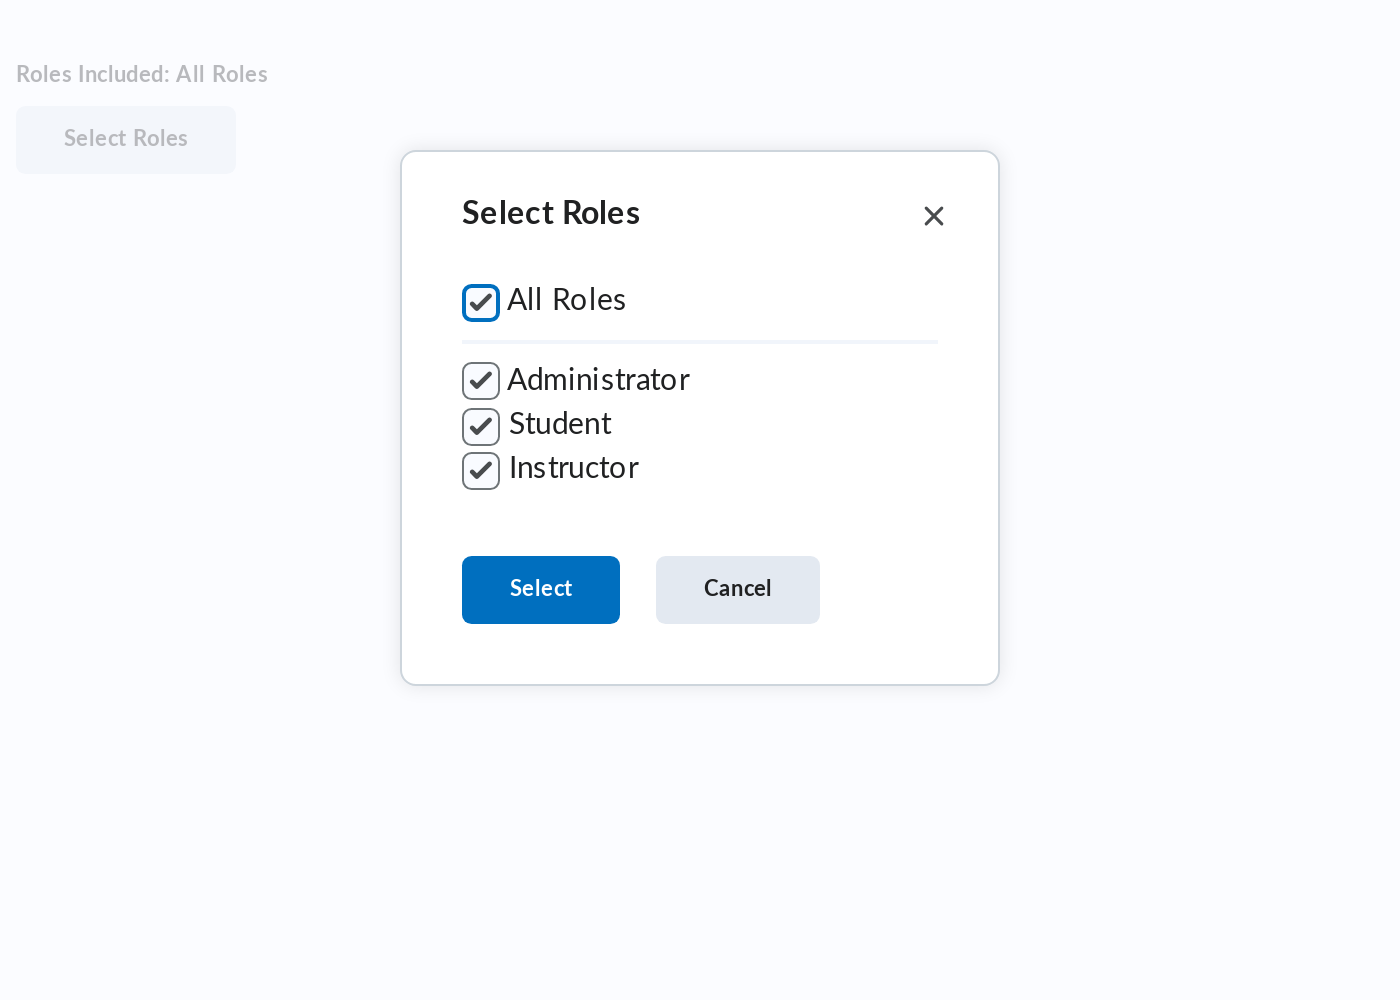 Roles Included: All Roles
Select Roles
Select Roles
All Roles
Administrator
Student
Instructor
Select
Cancel